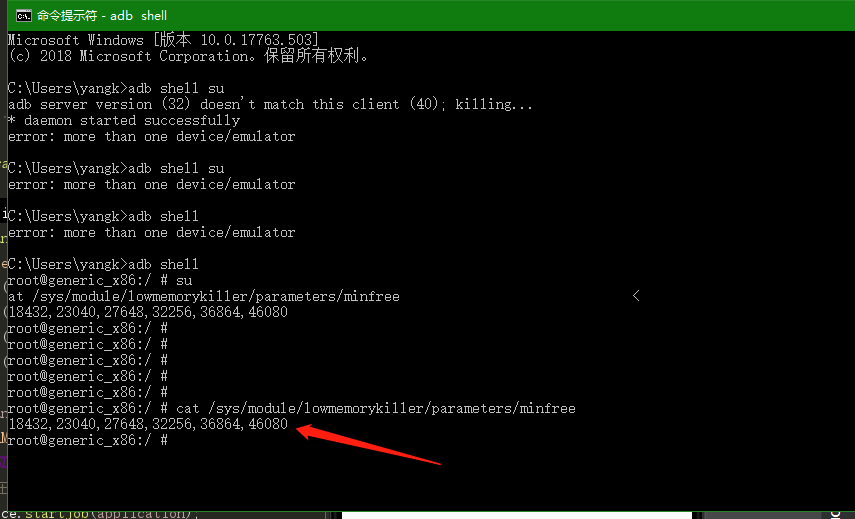 命令提示符 - adb shell
Microsoft Windows [版本 10.0.17763.503]
(c) 2018 Microsoft Corporation。保留所有权利。
C:\Users\yangk>adb shell su
adb server version (32) doesn't match this client (40); killing...
* daemon started successfully
error: more than one device/emulator
C:\Users\yangk>adb shell su
error: more than one device/emulator
C:\Users\yangk>adb shell
error: more than one device/emulator
C:\Users\yangk>adb shell
root@generic_x86:/ # su
at /sys/module/lowmemorykiller/parameters/minfree <
18432,23040,27648,32256,36864,46080
root@generic_x86:/ #
root@generic_x86:/ #
root@generic_x86:/ #
root@generic_x86:/ #
root@generic_x86:/ #
root@generic_x86:/ # cat /sys/module/lowmemorykiller/parameters/minfree
18432,23040,27648,32256,36864,46080
root@generic_x86:/ #
ce.startjob(application);